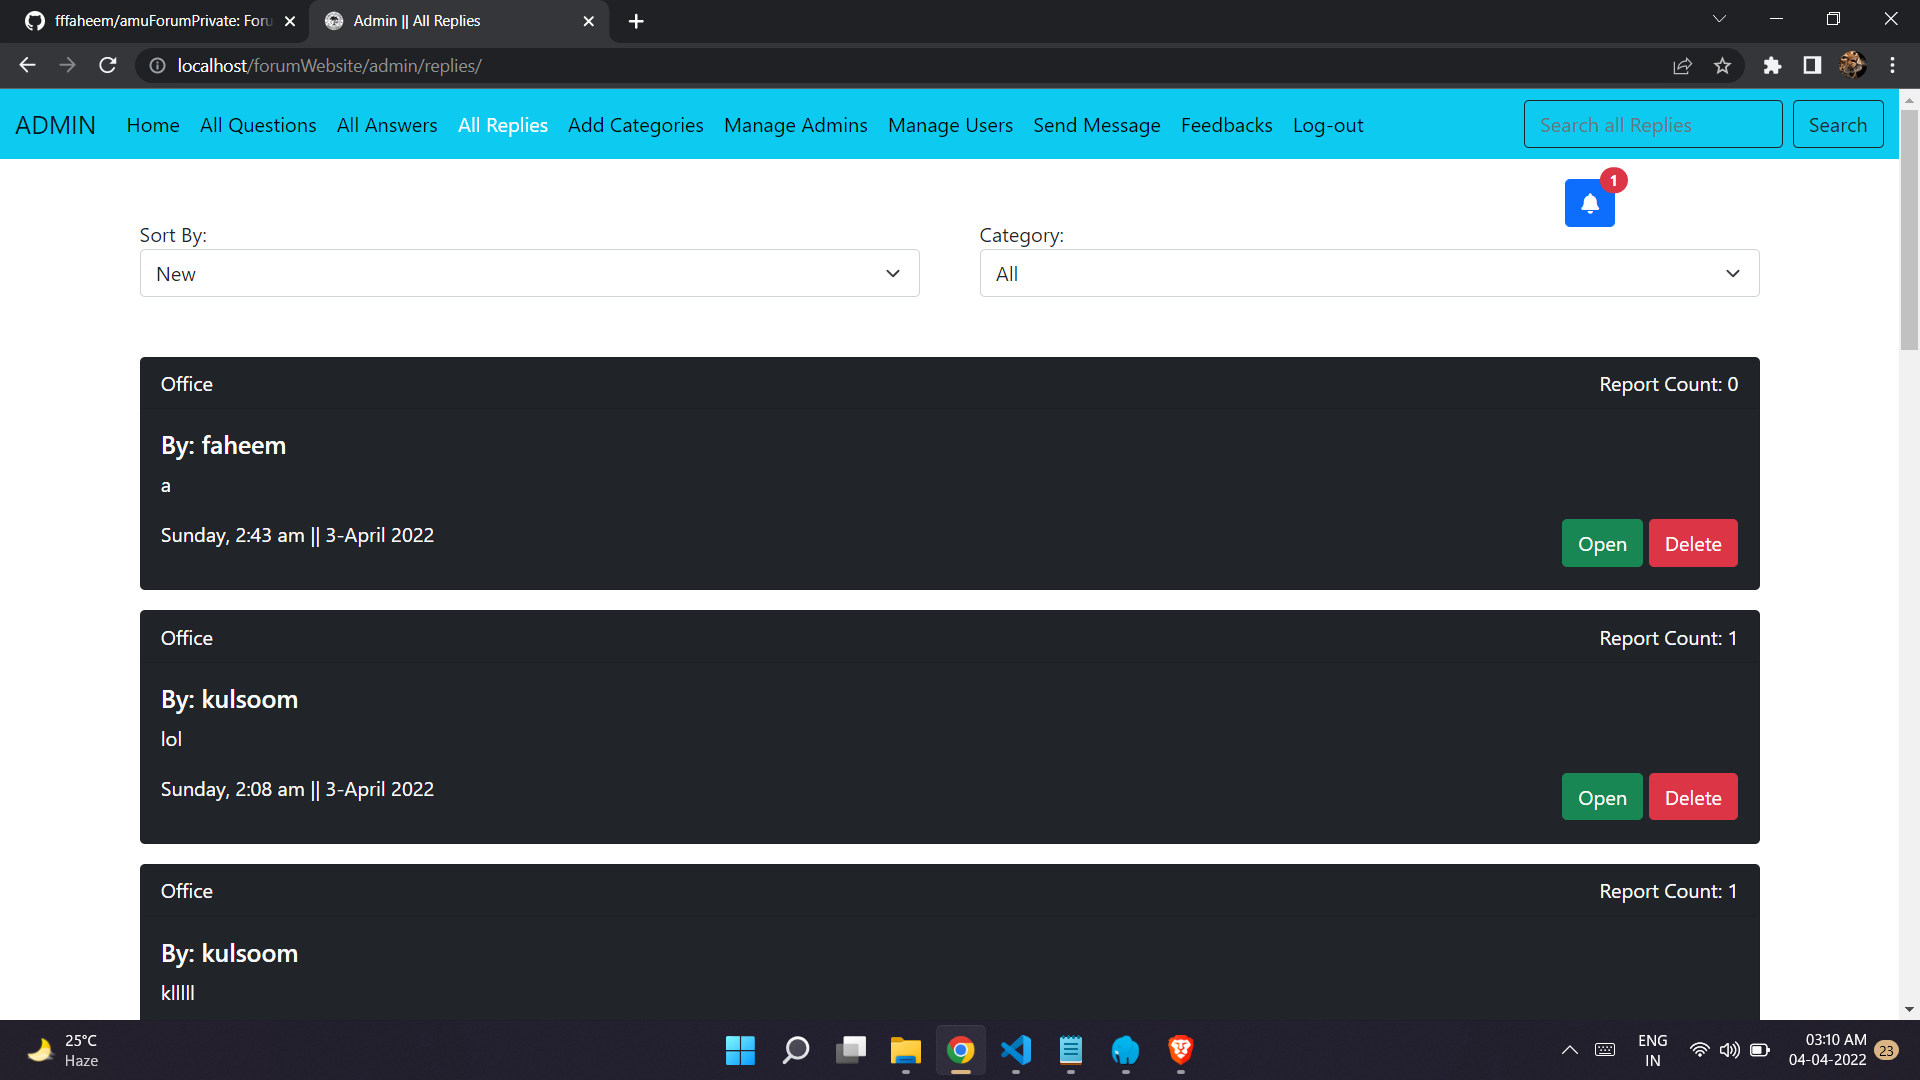 fffaheem/amuForumPrivate: Foru
Admin || All Replies
localhost/forumWebsite/admin/replies/
ADMIN Home All Questions All Answers All Replies Add Categories Manage Admins Manage Users Send Message Feedbacks Log-out Search all Replies Search
1
Sort By: Category:
New All
Office Report Count: 0
By: faheem
a
Sunday, 2:43 am || 3-April 2022 Open Delete
Office Report Count: 1
By: kulsoom
lol
Sunday, 2:08 am || 3-April 2022 Open Delete
Office Report Count: 1
By: kulsoom
klllll
25°C
Haze
ENG
IN
03:10 AM
04-04-2022
23